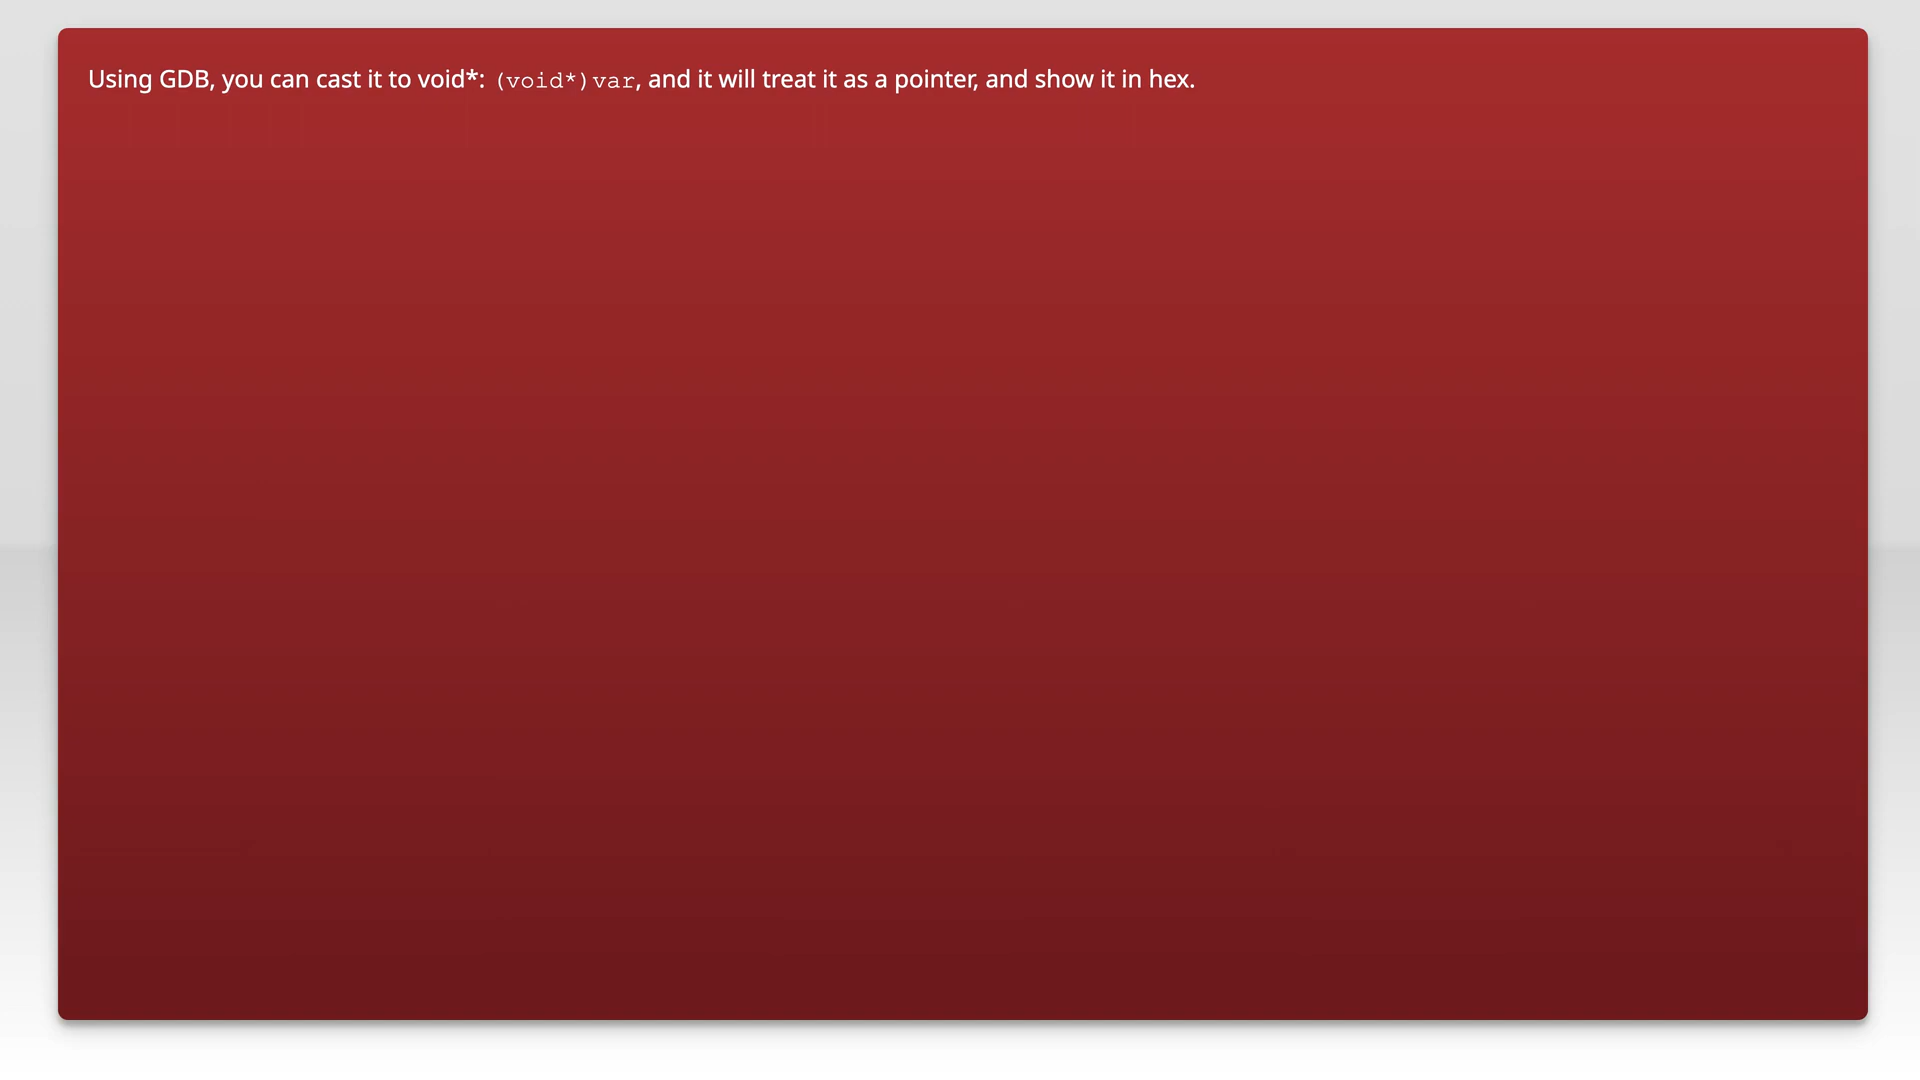 Using GDB, you can cast it to void*: (void*)var, and it will treat it as a pointer, and show it in hex.